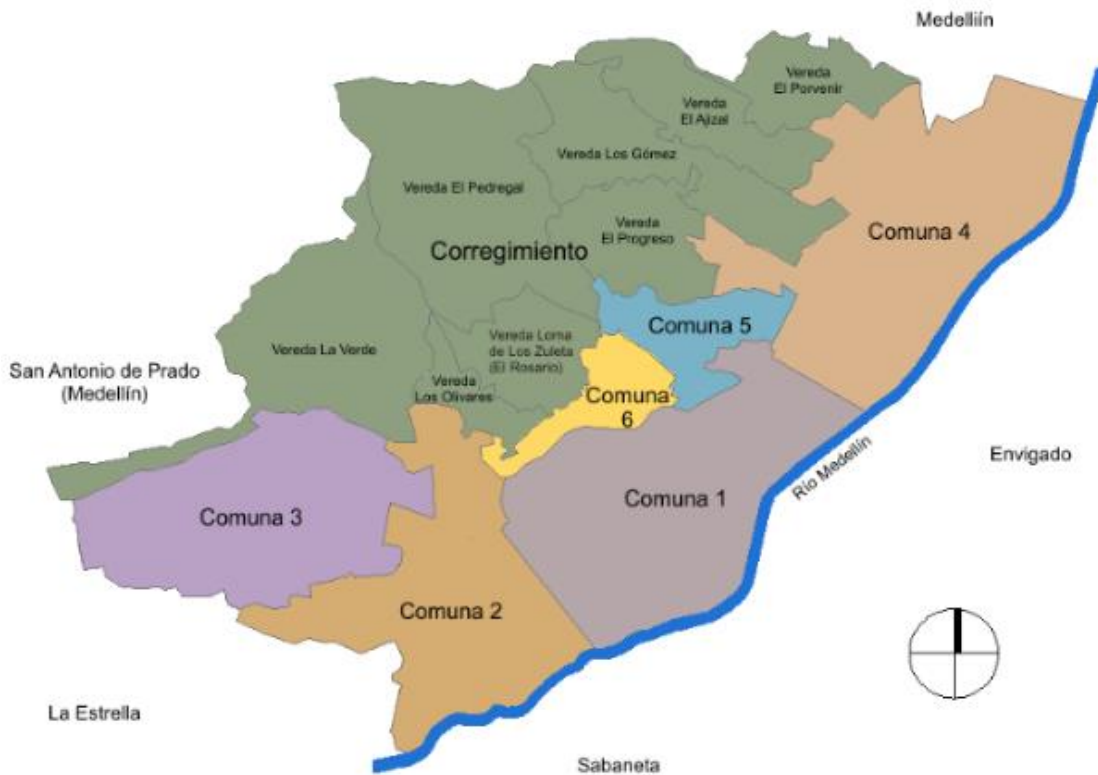 Medelliín
Vereda
El Porvenir
Vereda
El Ajizal
Vereda Los Gómez
Vereda El Pedregal
Vereda
El Progreso
Comuna 4
Corregimiento
Comuna 5
Vereda Loma
de Los Zuleta
(El Rosario)
Vereda La Verde
San Antonio de Prado
(Medellín)
Vereda
Los Olivares
Comuna
6
Envigado
Río Medellín
Comuna 1
Comuna 3
Comuna 2
La Estrella
Sabaneta